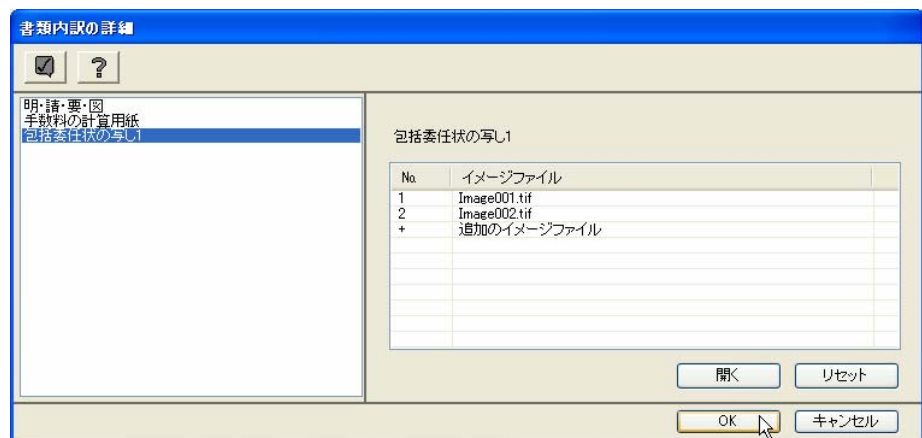 書類内訳の詳細
?
明・請・要・図
手数料の計算用紙
包括委任状の写し1
包括委任状の写し1
No. イメージファイル
1 Image001.tif
2 Image002.tif
+ 追加のイメージファイル
開く リセット
OK キャンセル